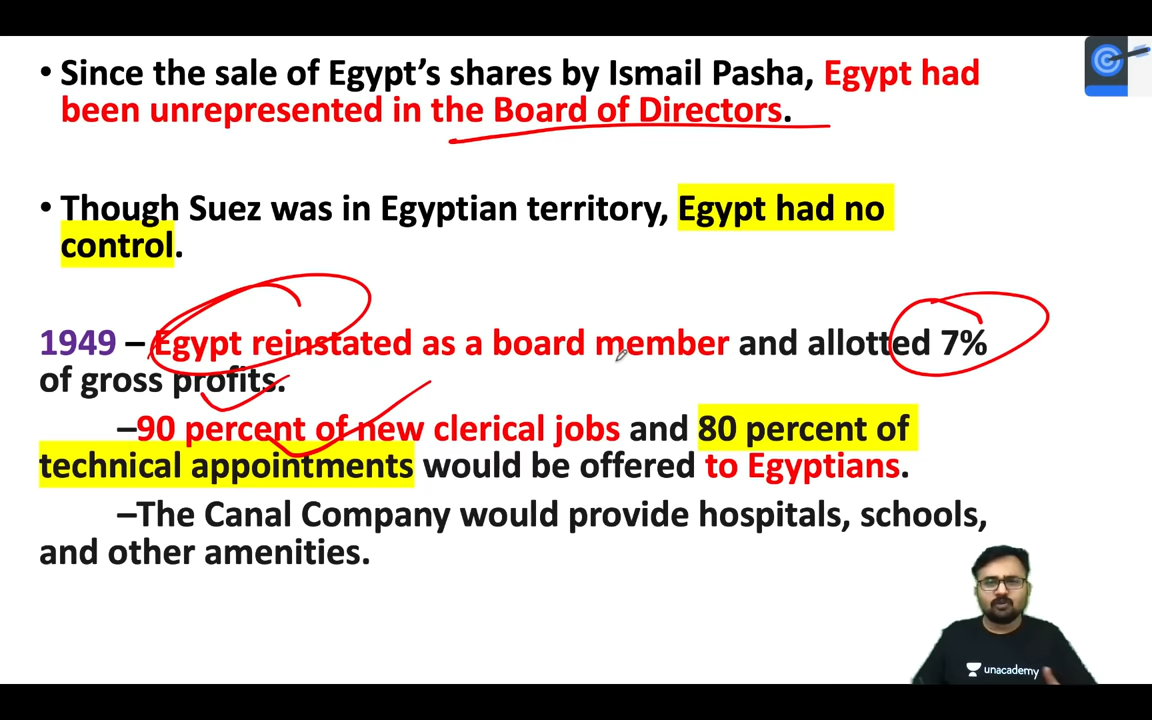 • Since the sale of Egypt’s shares by Ismail Pasha, Egypt had
been unrepresented in the Board of Directors.
• Though Suez was in Egyptian territory, Egypt had no
control.
1949 – Egypt reinstated as a board member and allotted 7%
of gross profits.
–90 percent of new clerical jobs and 80 percent of
technical appointments would be offered to Egyptians.
–The Canal Company would provide hospitals, schools,
and other amenities.
unacademy